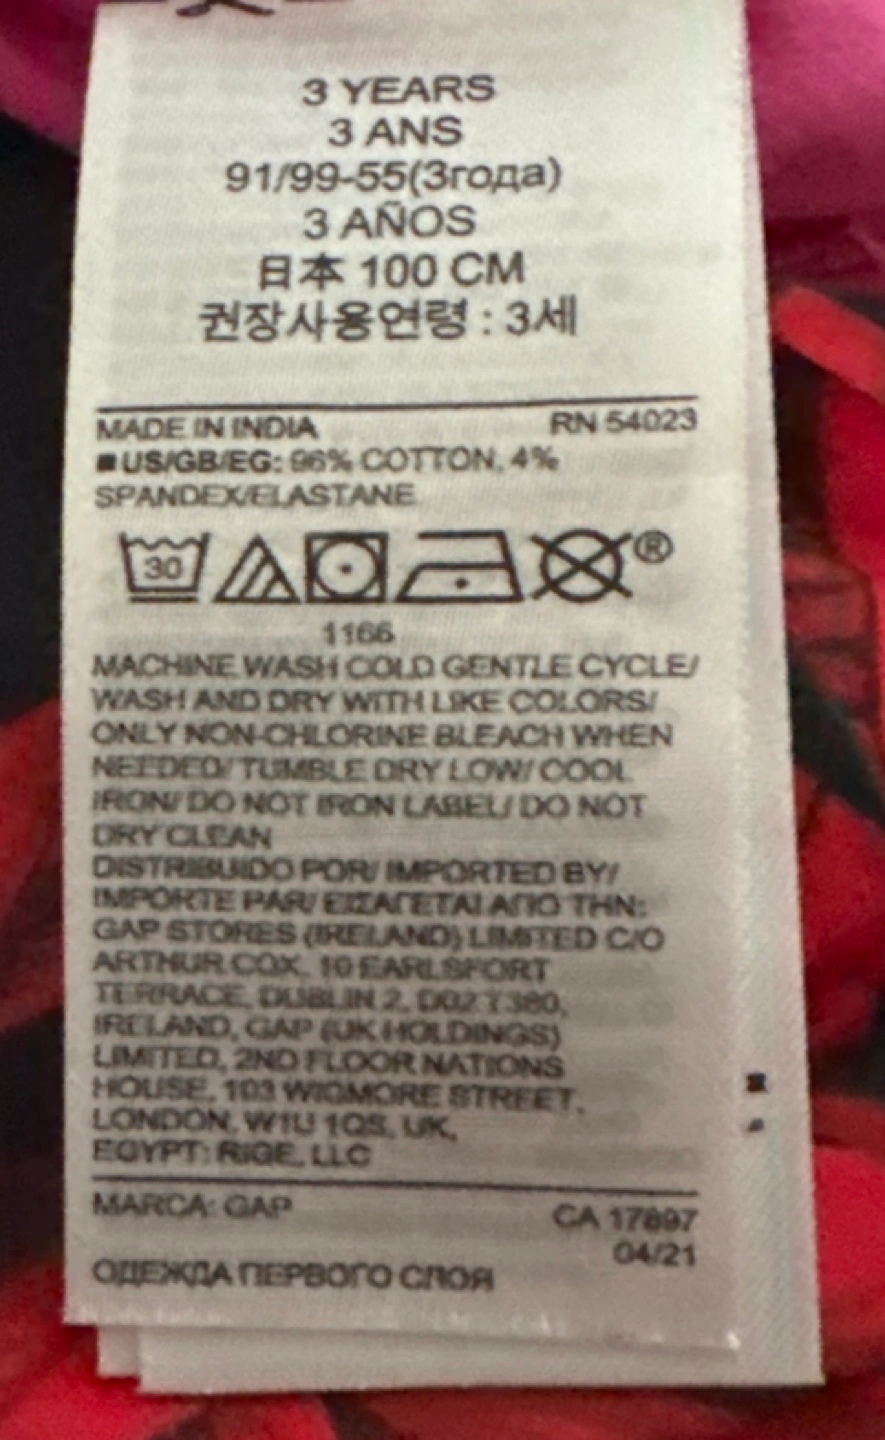 3 YEARS
3 ANS
91/99-55(3года)
3 AÑOS
日本 100 CM
권장사용연령 : 3세
MADE IN INDIA RN 54023
■US/GB/EG: 96% COTTON, 4%
SPANDEX/ELASTANE
30 ®
1166
MACHINE WASH COLD GENTLE CYCLE/
WASH AND DRY WITH LIKE COLORS/
ONLY NON-CHLORINE BLEACH WHEN
NEEDED/ TUMBLE DRY LOW/ COOL
IRON/ DO NOT IRON LABEL/ DO NOT
DRY CLEAN
DISTRIBUIDO POR/ IMPORTED BY/
IMPORTE PAR/ ΕΙΣΑΓΕΤΑΙ ΑΠΟ ΤΗΝ:
GAP STORES (IRELAND) LIMITED C/O
ARTHUR COX, 10 EARLSFORT
TERRACE, DUBLIN 2, D02 T380,
IRELAND, GAP (UK HOLDINGS)
LIMITED, 2ND FLOOR NATIONS
HOUSE, 103 WIGMORE STREET,
LONDON, W1U 1QS, UK,
EGYPT: RIGE, LLC
MARCA: GAP CA 17897
04/21
ОДЕЖДА ПЕРВОГО СЛОЯ